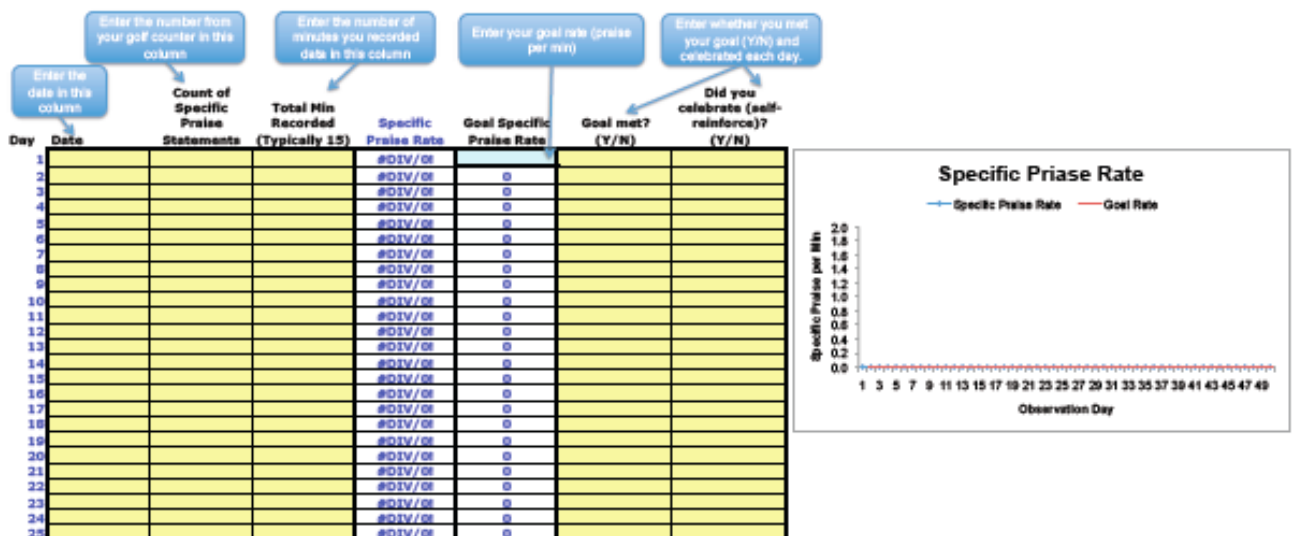 Enter the number from
your golf counter in this
column
Enter the number of
minutes you recorded
data in this column
Enter your goal rate (praise
per min)
Enter whether you met
your goal (Y/N) and
celebrated each day.
Enter the
date in this
column
Day
Date
Count of
Specific
Praise
Statements
Total Min
Recorded
(Typically 15)
Specific
Praise Rate
Goal Specific
Praise Rate
Goal met?
(Y/N)
Did you
celebrate (self-
reinforce)?
(Y/N)
1 #DIV/0!
2 #DIV/0! 0
3 #DIV/0! 0
4 #DIV/0! 0
5 #DIV/0! 0
6 #DIV/0! 0
7 #DIV/0! 0
8 #DIV/0! 0
9 #DIV/0! 0
10 #DIV/0! 0
11 #DIV/0! 0
12 #DIV/0! 0
13 #DIV/0! 0
14 #DIV/0! 0
15 #DIV/0! 0
16 #DIV/0! 0
17 #DIV/0! 0
18 #DIV/0! 0
19 #DIV/0! 0
20 #DIV/0! 0
21 #DIV/0! 0
22 #DIV/0! 0
23 #DIV/0! 0
24 #DIV/0! 0
25 #DIV/0! 0
Specific Priase Rate
Specific Praise Rate Goal Rate
Specific Praise per Min
2.0
1.8
1.6
1.4
1.2
1.0
0.8
0.6
0.4
0.2
0.0
1 3 5 7 9 11 13 15 17 19 21 23 25 27 29 31 33 35 37 39 41 43 45 47 49
Observation Day